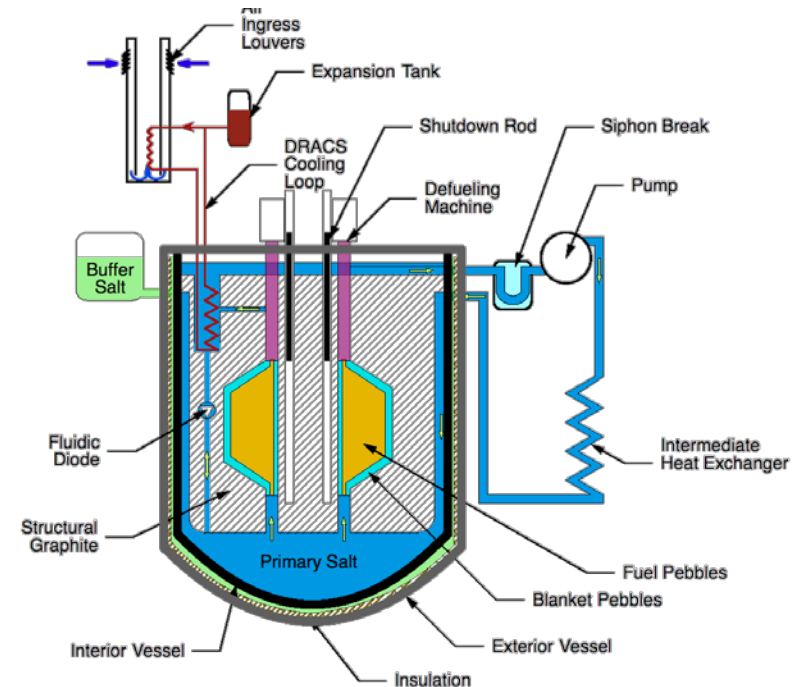 Ingress
Louvers
Expansion Tank
DRACS
Cooling
Loop
Shutdown Rod
Siphon Break
Defueling
Machine
Pump
Buffer
Salt
Fluidic
Diode
Intermediate
Heat Exchanger
Structural
Graphite
Primary Salt
Fuel Pebbles
Blanket Pebbles
Interior Vessel
Exterior Vessel
Insulation